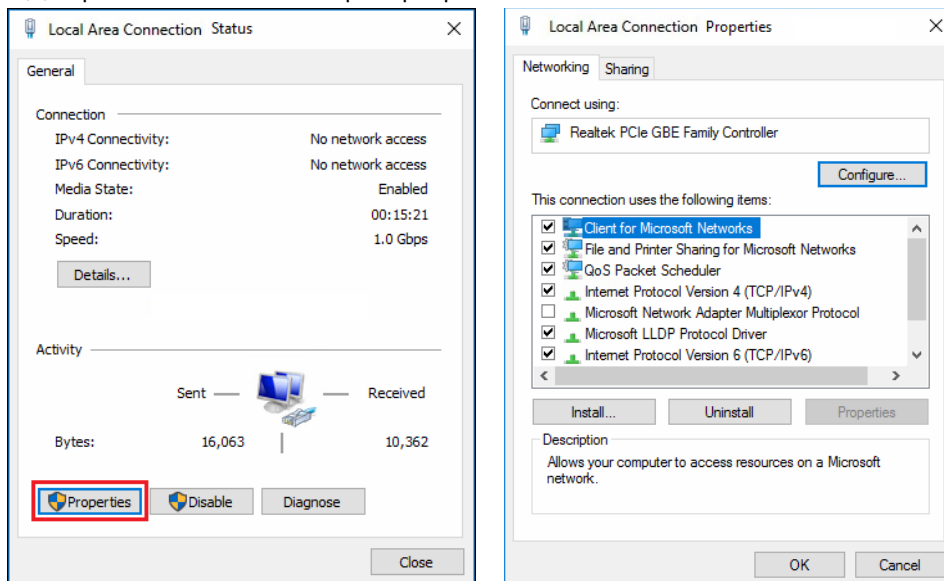 Local Area Connection Status
General
Connection
IPv4 Connectivity: No network access
IPv6 Connectivity: No network access
Media State: Enabled
Duration: 00:15:21
Speed: 1.0 Gbps
Details...
Activity
Sent Received
Bytes: 16,063 10,362
Properties Disable Diagnose
Close
Local Area Connection Properties
Networking Sharing
Connect using:
Realtek PCIe GBE Family Controller
Configure...
This connection uses the following items:
Client for Microsoft Networks
File and Printer Sharing for Microsoft Networks
QoS Packet Scheduler
Internet Protocol Version 4 (TCP/IPv4)
Microsoft Network Adapter Multiplexor Protocol
Microsoft LLDP Protocol Driver
Internet Protocol Version 6 (TCP/IPv6)
Install... Uninstall Properties
Description
Allows your computer to access resources on a Microsoft
network.
OK Cancel